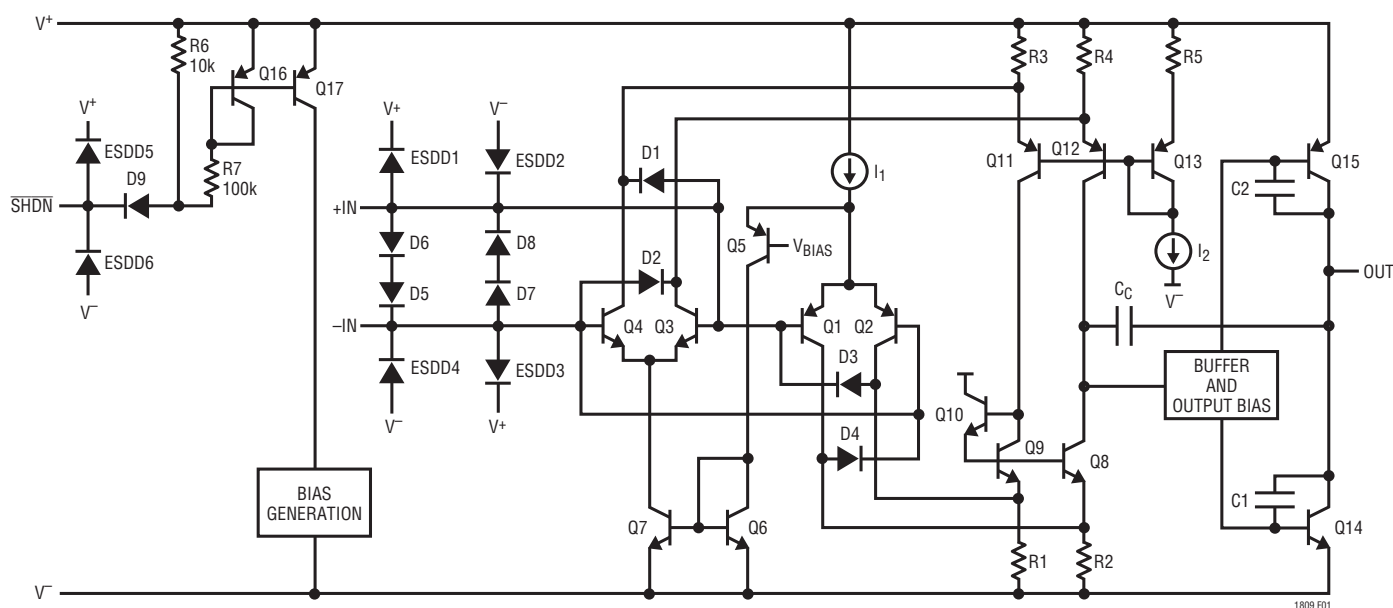 V+
R6
10k
Q16
Q17
R3
R4
R5
V+
ESDD5
D9
R7
100k
SHDN
ESDD6
V–
V+
V–
ESDD1
ESDD2
D1
+IN
D6
D8
D2
D5
D7
–IN
Q4
Q3
ESDD4
ESDD3
V–
V+
I1
Q5
VBIAS
Q1
Q2
D3
D4
Q11
Q12
Q13
Q15
C2
I2
V–
OUT
CC
BUFFER
AND
OUTPUT BIAS
Q10
Q9
Q8
C1
Q14
BIAS
GENERATION
Q7
Q6
R1
R2
V–
1809 F01